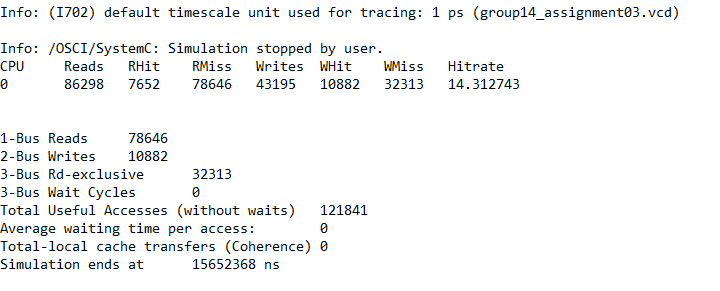 Info: (I702) default timescale unit used for tracing: 1 ps (group14_assignment03.vcd)
Info: /OSCI/SystemC: Simulation stopped by user.
CPU Reads RHit RMiss Writes WHit WMiss Hitrate
0 86298 7652 78646 43195 10882 32313 14.312743
1-Bus Reads 78646
2-Bus Writes 10882
3-Bus Rd-exclusive 32313
3-Bus Wait Cycles 0
Total Useful Accesses (without waits) 121841
Average waiting time per access: 0
Total-local cache transfers (Coherence) 0
Simulation ends at 15652368 ns